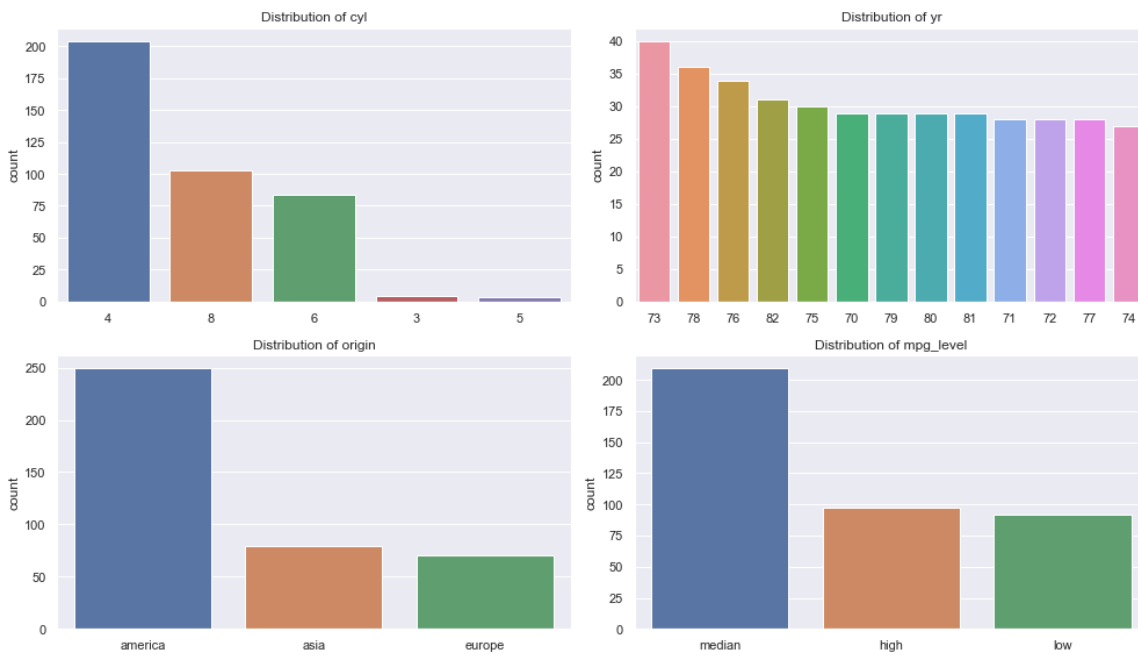 Distribution of cyl
count
200
175
150
125
100
75
50
25
0
4 8 6 3 5
Distribution of yr
count
40
35
30
25
20
15
10
5
0
73 78 76 82 75 70 79 80 81 71 72 77 74
Distribution of origin
count
250
200
150
100
50
0
america asia europe
Distribution of mpg_level
count
200
175
150
125
100
75
50
25
0
median high low